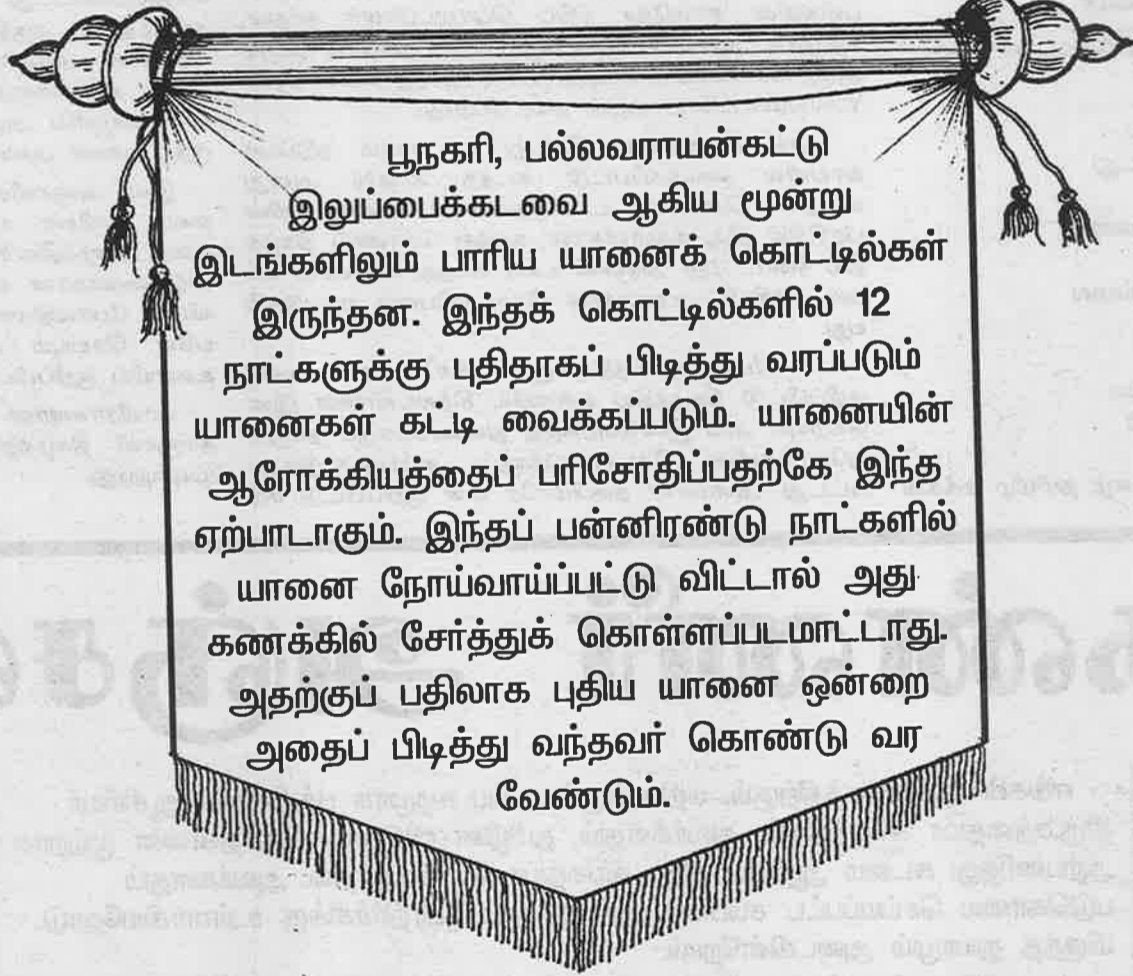 பூநகரி, பல்லவராயன்கட்டு
இலுப்பைக்கடவை ஆகிய மூன்று
இடங்களிலும் பாரிய யானைக் கொட்டில்கள்
இருந்தன. இந்தக் கொட்டில்களில் 12
நாட்களுக்கு புதிதாகப் பிடித்து வரப்படும்
யானைகள் கட்டி வைக்கப்படும். யானையின்
ஆரோக்கியத்தைப் பரிசோதிப்பதற்கே இந்த
ஏற்பாடாகும். இந்தப் பன்னிரண்டு நாட்களில்
யானை நோய்வாய்ப்பட்டு விட்டால் அது
கணக்கில் சேர்த்துக் கொள்ளப்படமாட்டாது.
அதற்குப் பதிலாக புதிய யானை ஒன்றை
அதைப் பிடித்து வந்தவர் கொண்டு வர
வேண்டும்.